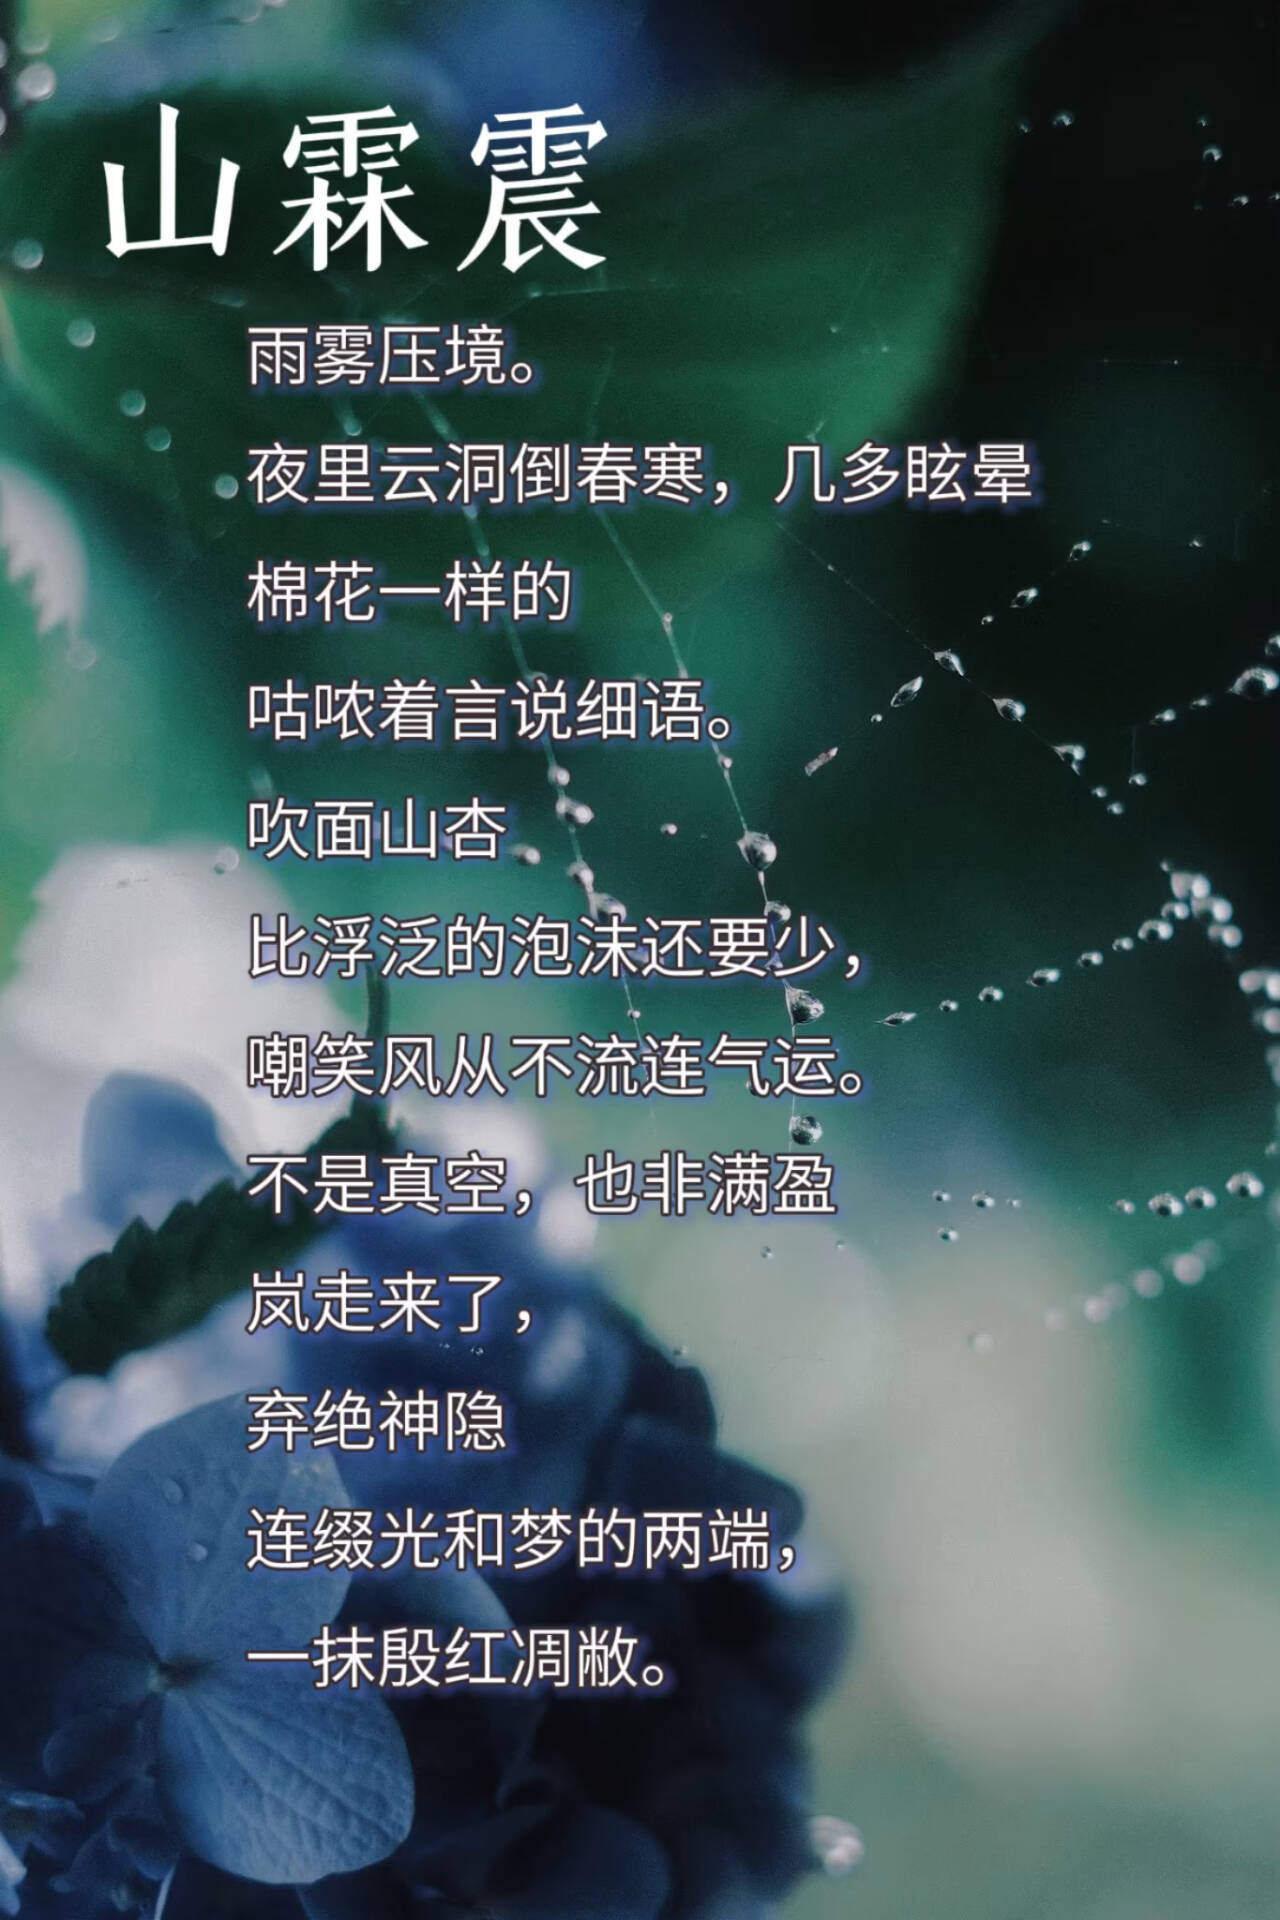 山霖震
雨雾压境。
夜里云洞倒春寒，几多眩晕
棉花一样的
咕哝着言说细语。
吹面山杏
比浮泛的泡沫还要少，
嘲笑风从不流连气运。
不是真空，也非满盈
岚走来了，
弃绝神隐
连缀光和梦的两端，
一抹殷红凋敝。